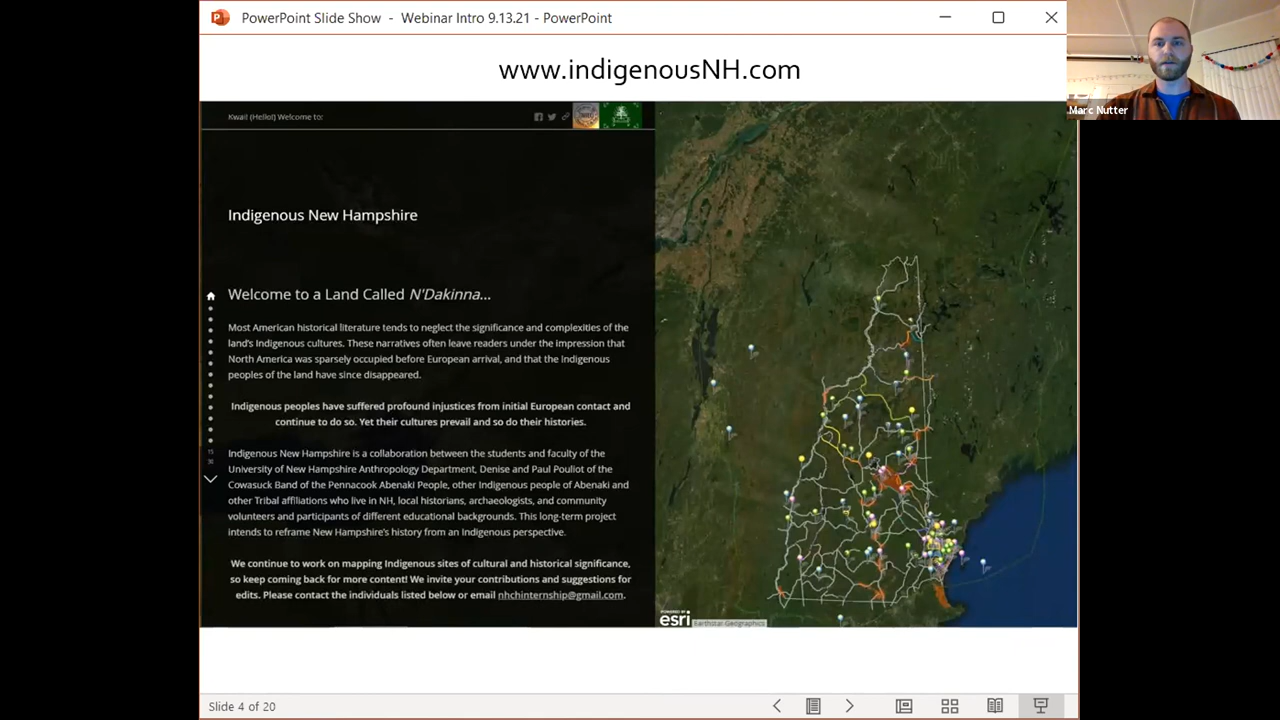 PowerPoint Slide Show - Webinar Intro 9.13.21 - PowerPoint
www.indigenousNH.com
Marc Nutter
Kwai! (Hello!) Welcome to:
Indigenous New Hampshire
Welcome to a Land Called N'Dakinna...
Most American historical literature tends to neglect the significance and complexities of the
land's Indigenous cultures. These narratives often leave readers under the impression that
North America was sparsely occupied before European arrival, and that the Indigenous
peoples of the land have since disappeared.
Indigenous peoples have suffered profound injustices from initial European contact and
continue to do so. Yet their cultures prevail and so do their histories.
Indigenous New Hampshire is a collaboration between the students and faculty of the
University of New Hampshire Anthropology Department, Denise and Paul Pouliot of the
Cowasuck Band of the Pennacook Abenaki People, other Indigenous people of Abenaki and
other Tribal affiliations who live in NH, local historians, archaeologists, and community
volunteers and participants of different educational backgrounds. This long-term project
intends to reframe New Hampshire's history from an Indigenous perspective.
We continue to work on mapping Indigenous sites of cultural and historical significance,
so keep coming back for more content! We invite your contributions and suggestions for
edits. Please contact the individuals listed below or email nhchinternship@gmail.com.
POWERED BY
esri
Earthstar Geographics
Slide 4 of 20